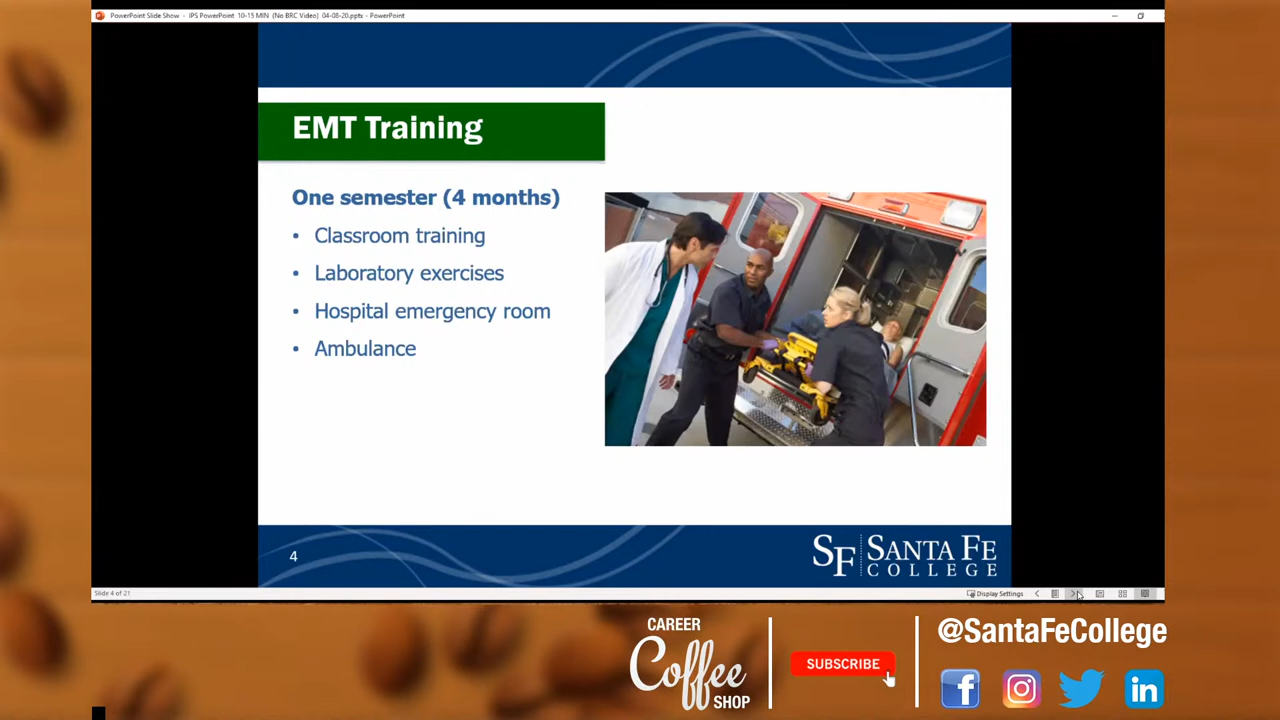 PowerPoint Slide Show - IPS PowerPoint 10-15 MIN (No BRC Video) 04-08-20.pptx - PowerPoint
EMT Training
One semester (4 months)
• Classroom training
• Laboratory exercises
• Hospital emergency room
• Ambulance
4
SF SANTA FE
COLLEGE
Slide 4 of 21
Display Settings
CAREER
Coffee
SHOP
SUBSCRIBE
@SantaFeCollege
f
in